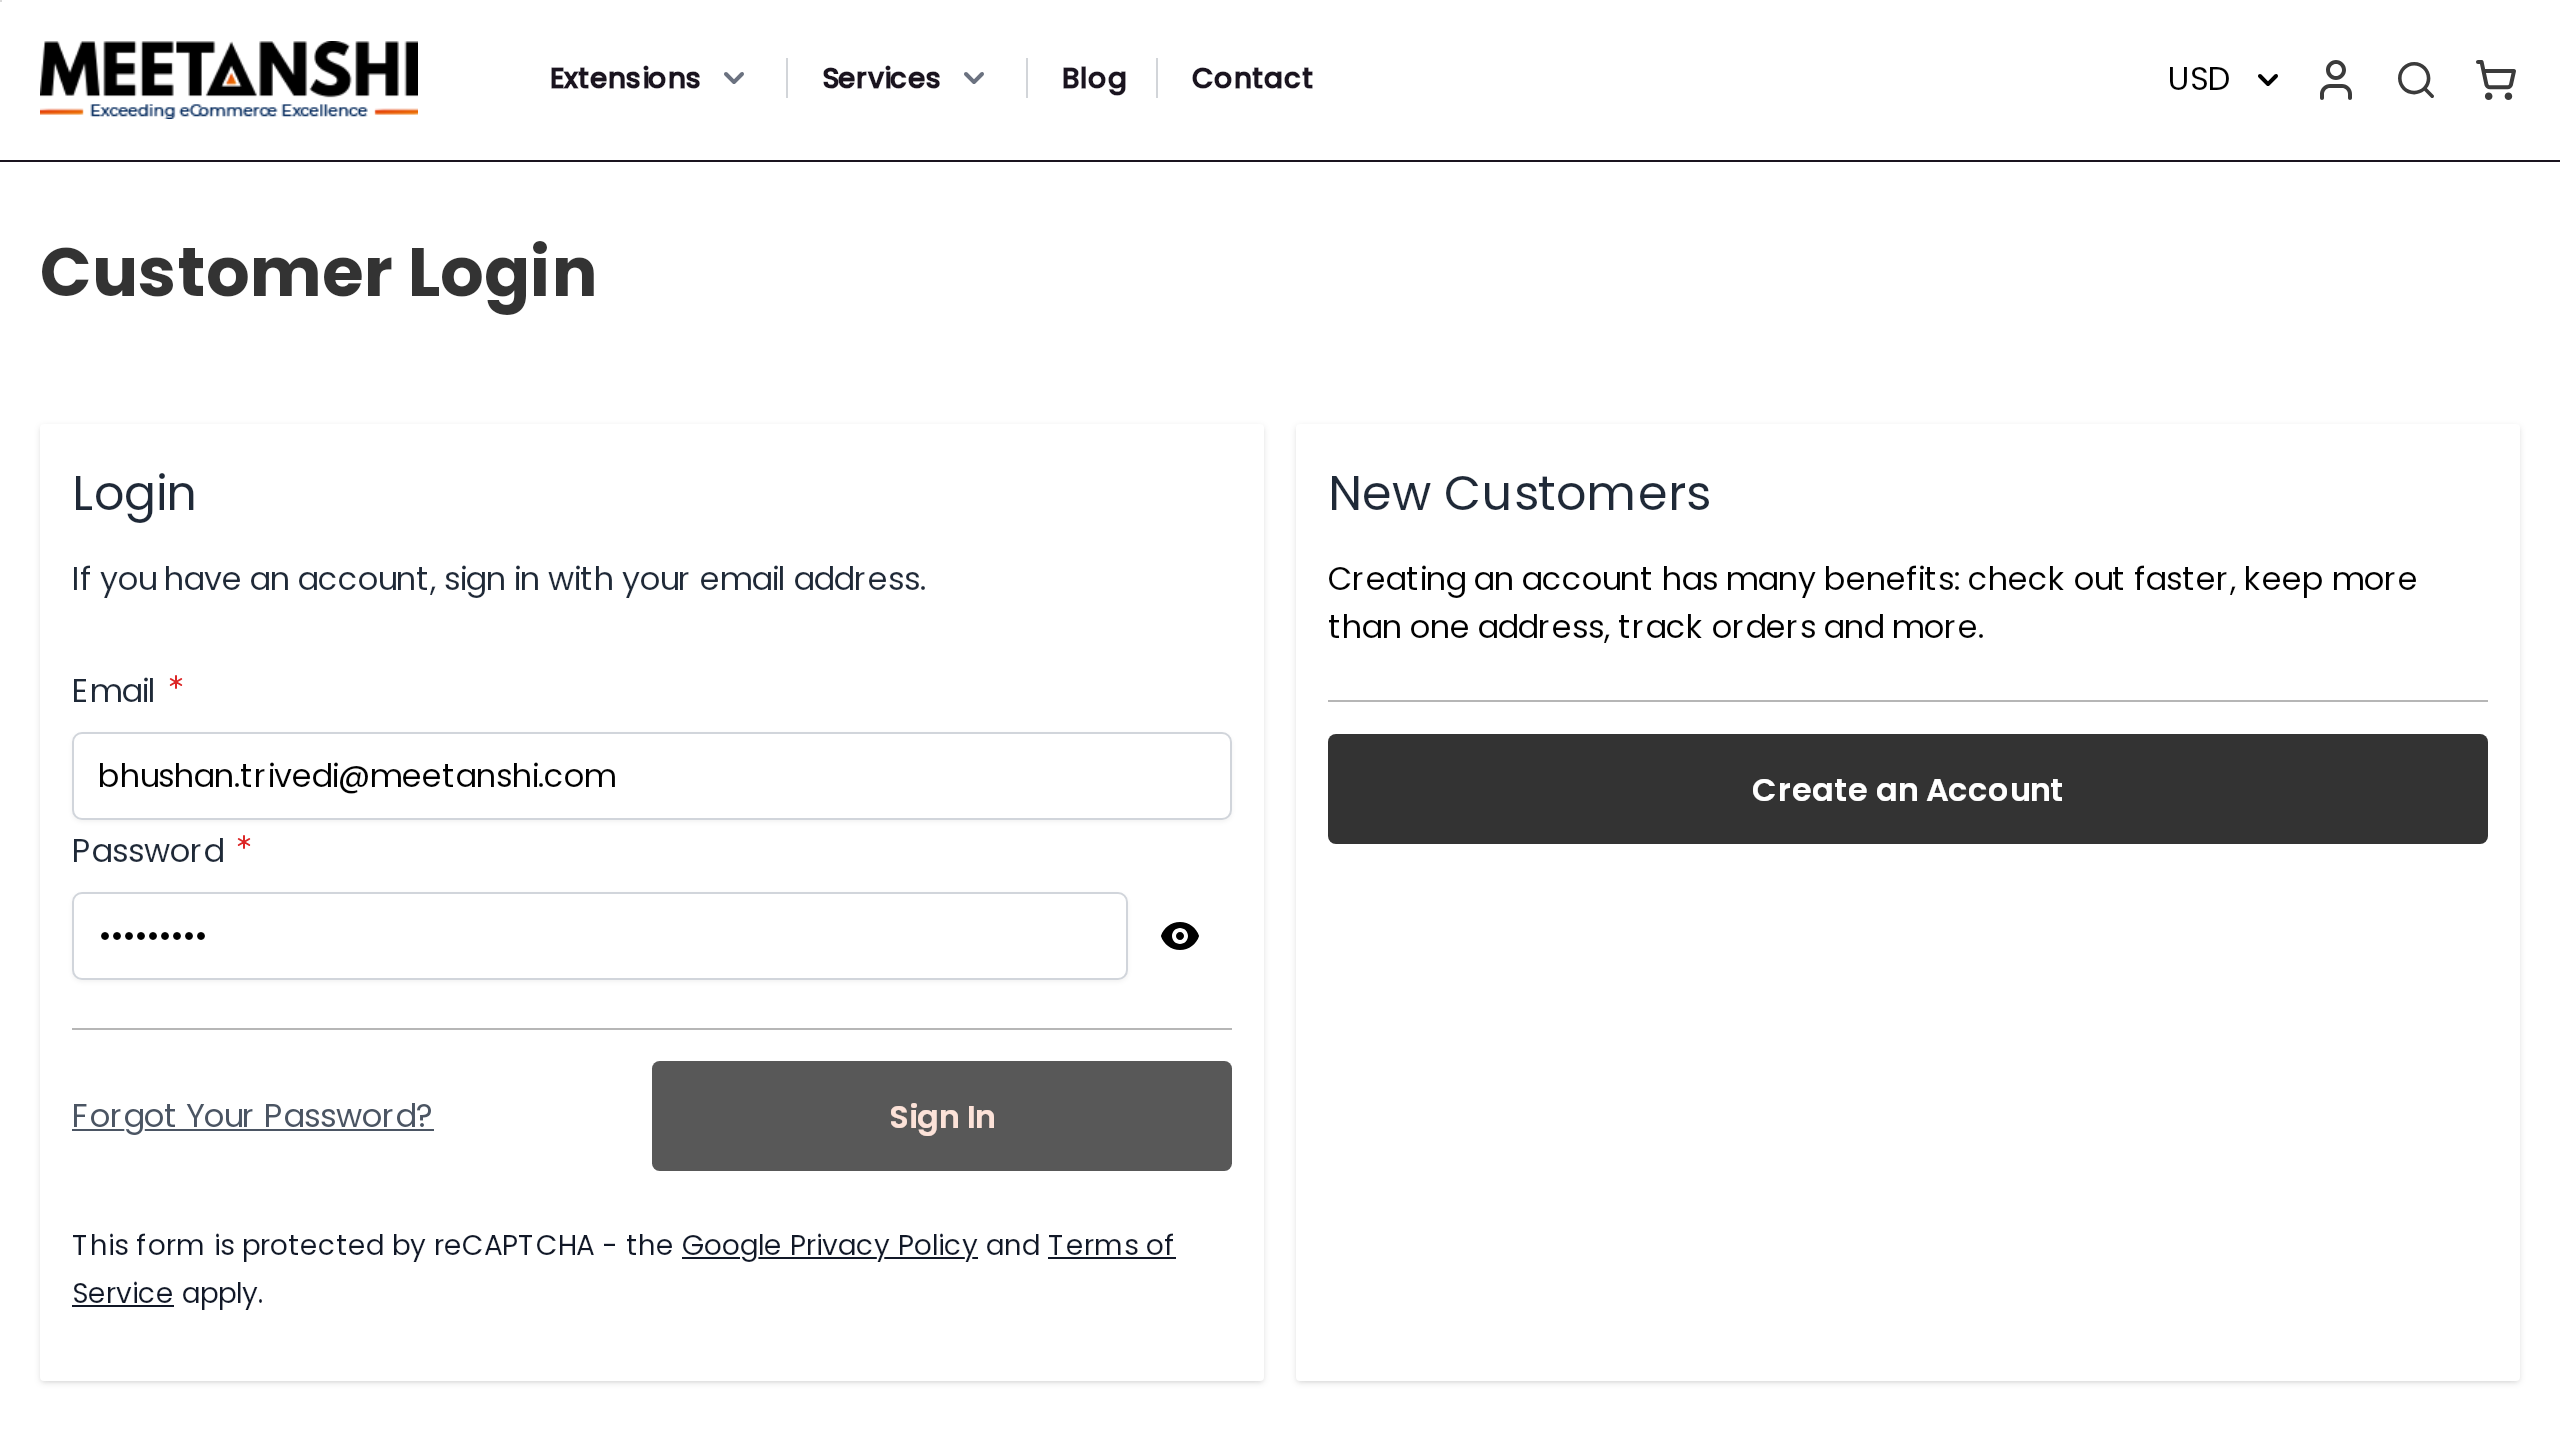 MEETANSHI
Exceeding eCommerce Excellence
Extensions
Services
Blog
Contact
USD
Customer Login
Login
If you have an account, sign in with your email address.
Email *
bhushan.trivedi@meetanshi.com
Password *
•••••••••
Forgot Your Password?
Sign In
This form is protected by reCAPTCHA - the Google Privacy Policy and Terms of
Service apply.
New Customers
Creating an account has many benefits: check out faster, keep more
than one address, track orders and more.
Create an Account